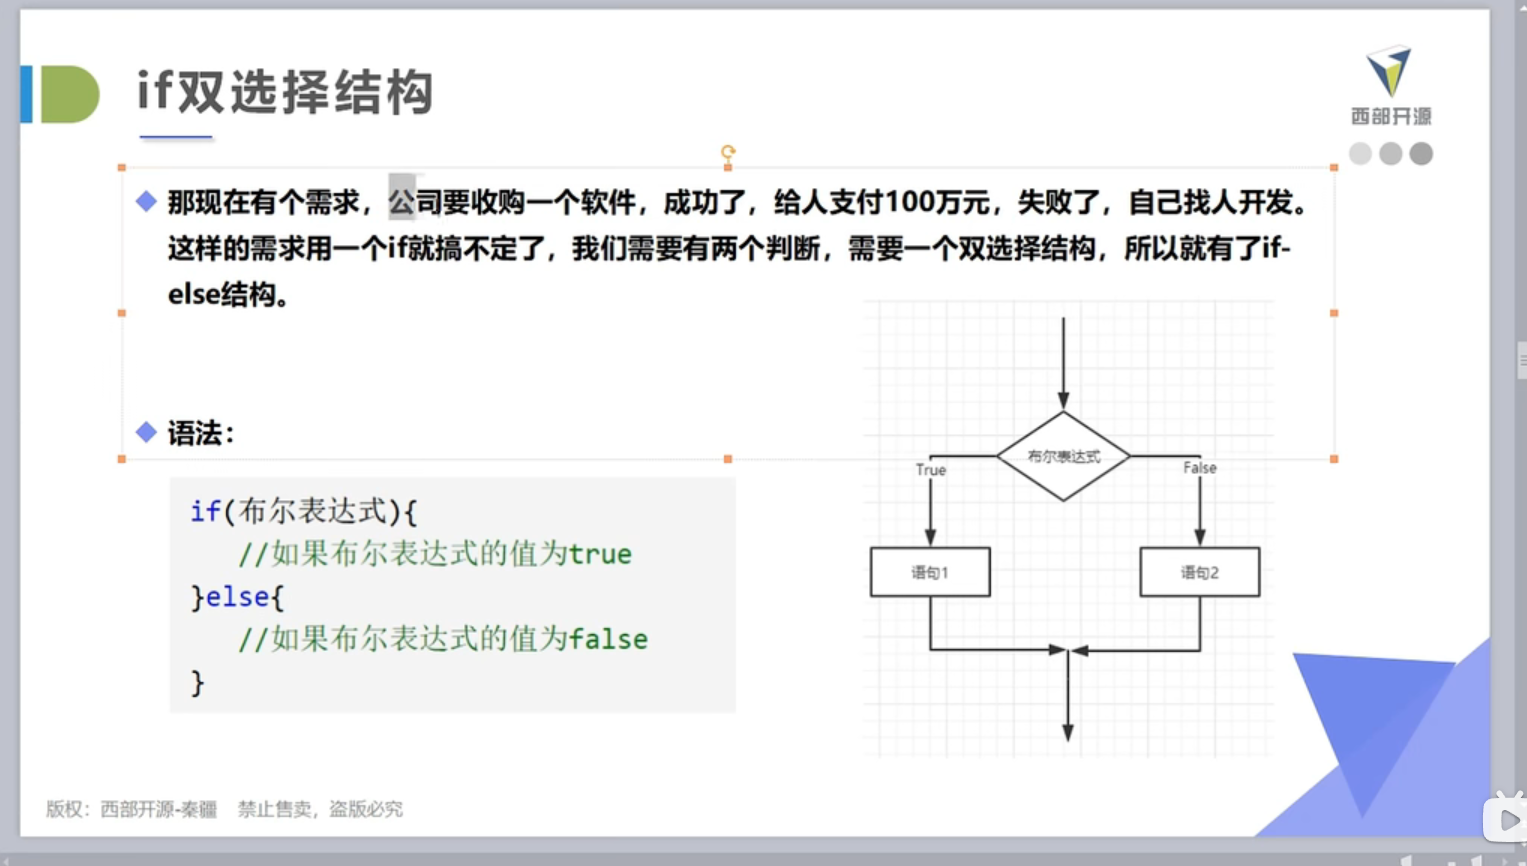 if双选择结构
西部开源
那现在有个需求，公司要收购一个软件，成功了，给人支付100万元，失败了，自己找人开发。
这样的需求用一个if就搞不定了，我们需要有两个判断，需要一个双选择结构，所以就有了if-
else结构。
语法：
if(布尔表达式){
//如果布尔表达式的值为true
}else{
//如果布尔表达式的值为false
}
布尔表达式
True
False
语句1
语句2
版权：西部开源-秦疆 禁止售卖，盗版必究